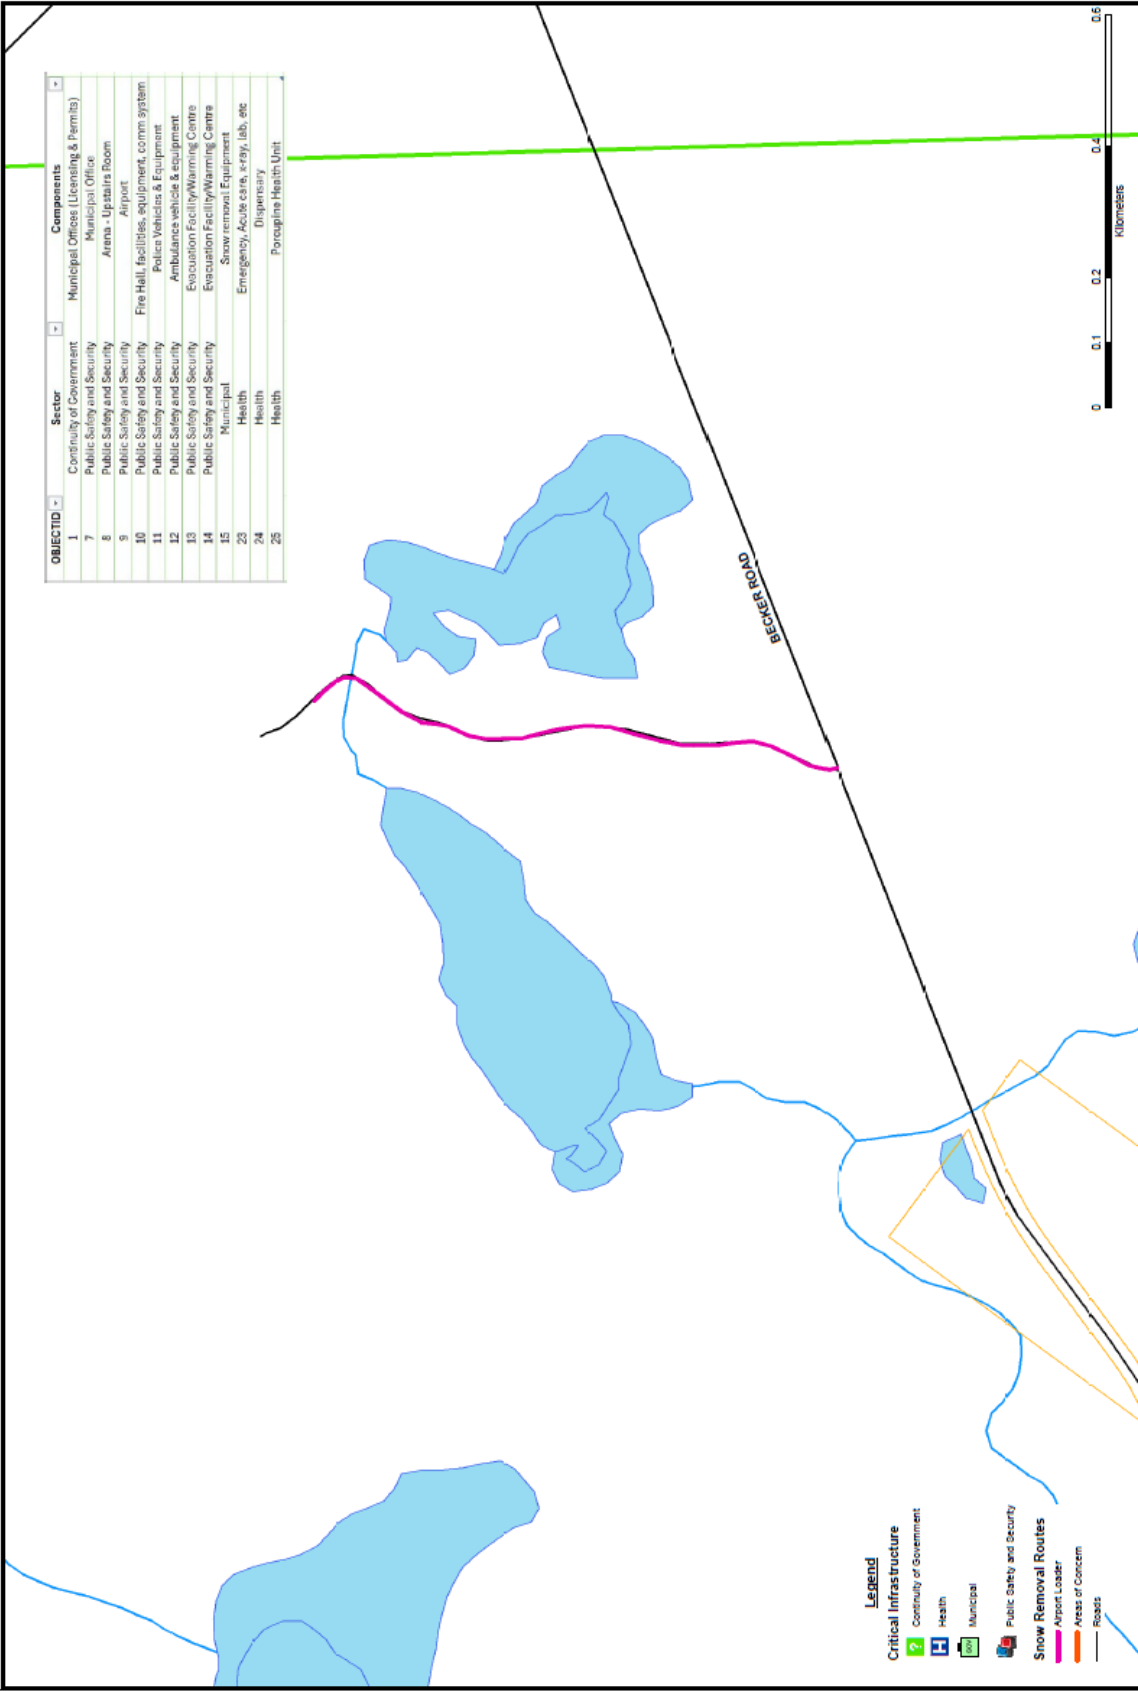 OBJECTID Sector Components
1 Continuity of Government Municipal Offices (Licensing & Permits)
7 Public Safety and Security Municipal Office
8 Public Safety and Security Arena - Upstairs Room
9 Public Safety and Security Airport
10 Public Safety and Security Fire Hall, facilities, equipment, comm system
11 Public Safety and Security Police Vehicles & Equipment
12 Public Safety and Security Ambulance vehicle & equipment
13 Public Safety and Security Evacuation Facility/Warming Centre
14 Public Safety and Security Evacuation Facility/Warming Centre
15 Municipal Snow removal Equipment
23 Health Emergency, Acute care, x-ray, lab, etc
24 Health Dispensary
25 Health Porcupine Health Unit
BECKER ROAD
Legend
Critical Infrastructure
? Continuity of Government
H Health
GOV Municipal
Public Safety and Security
Snow Removal Routes
Airport Loader
Areas of Concern
Roads
0 0.1 0.2 0.4 0.6
Kilometers